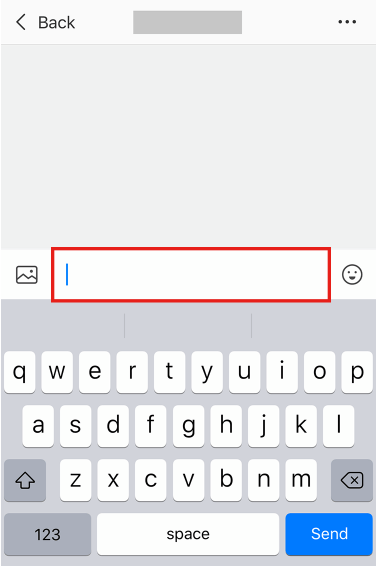 Back
q w e r t y u i o p
a s d f g h j k l
z x c v b n m
123 space Send